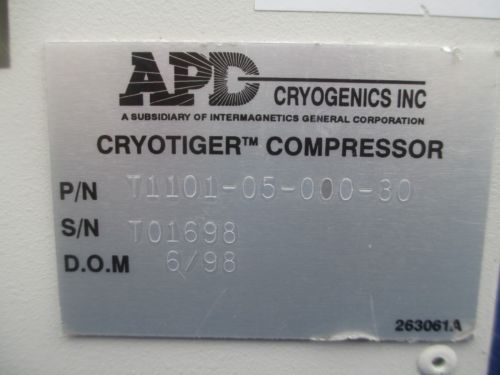 APD CRYOGENICS INC
A SUBSIDIARY OF INTERMAGNETICS GENERAL CORPORATION
CRYOTIGER™ COMPRESSOR
P/N T1101-05-000-30
S/N T01698
D.O.M 6/98
263061A